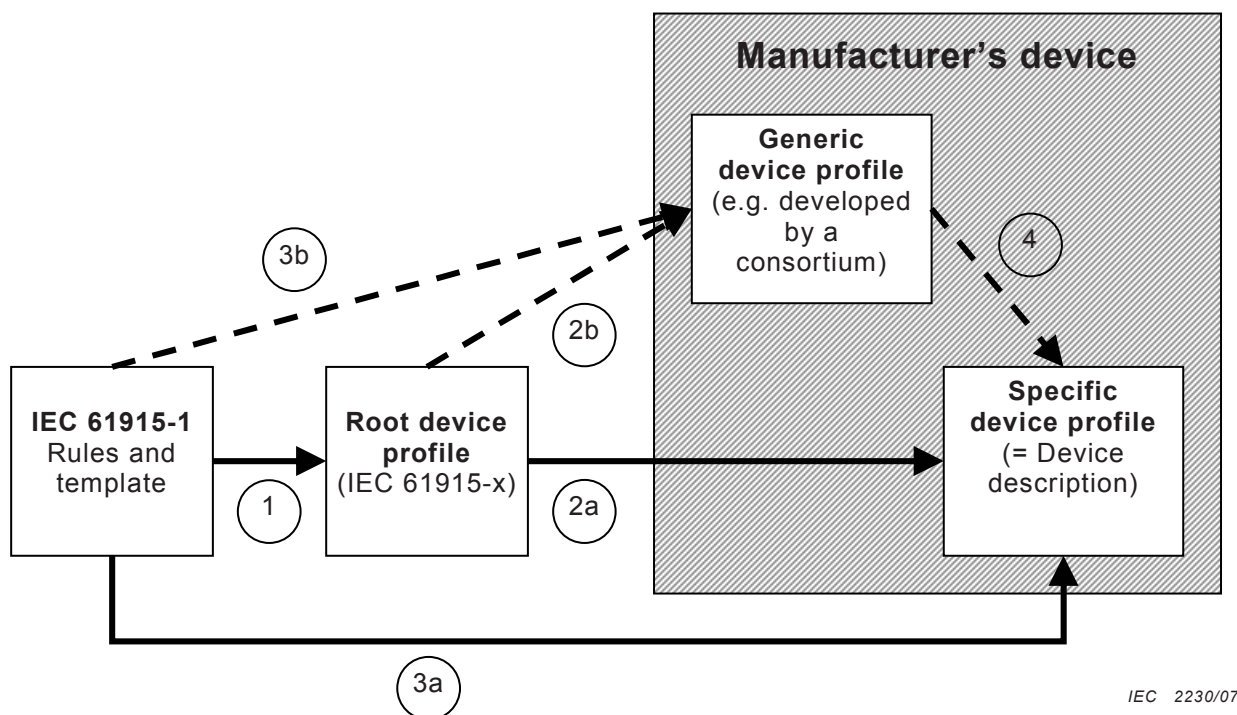 Manufacturer’s device
Generic
device profile
(e.g. developed
by a
consortium)
3b
4
2b
IEC 61915-1
Rules and
template
Root device
profile
(IEC 61915-x)
Specific
device profile
(= Device
description)
1
2a
3a
IEC 2230/07